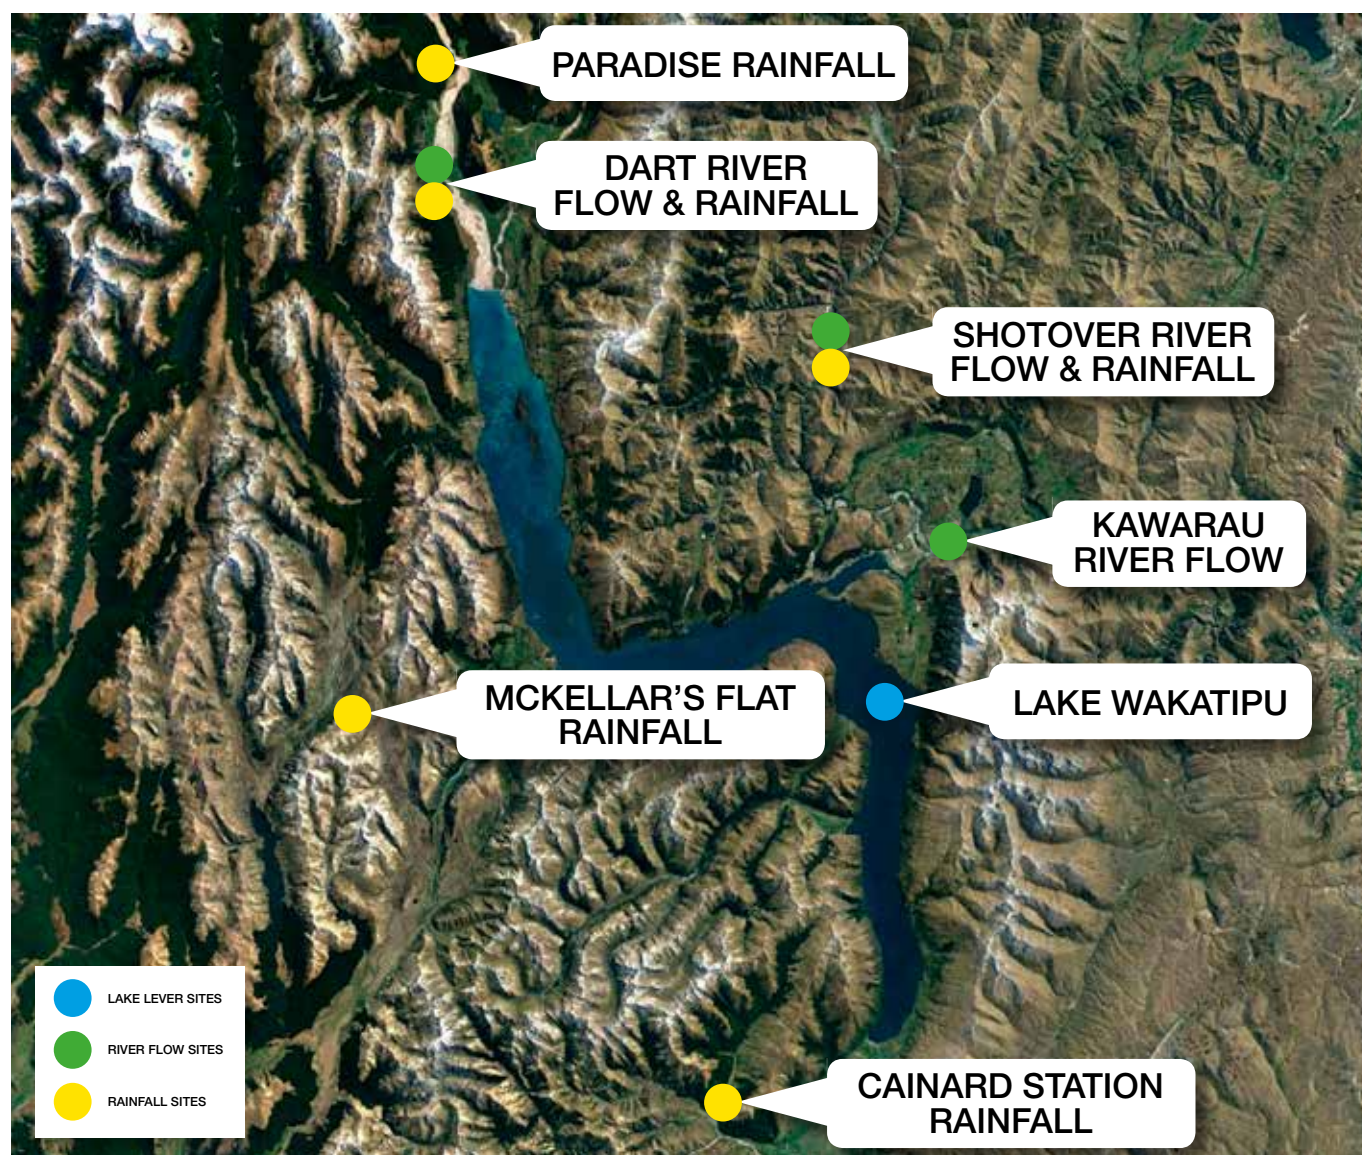 PARADISE RAINFALL
DART RIVER
FLOW & RAINFALL
SHOTOVER RIVER
FLOW & RAINFALL
KAWARAU
RIVER FLOW
MCKELLAR'S FLAT
RAINFALL
LAKE WAKATIPU
LAKE LEVER SITES
RIVER FLOW SITES
RAINFALL SITES
CAINARD STATION
RAINFALL